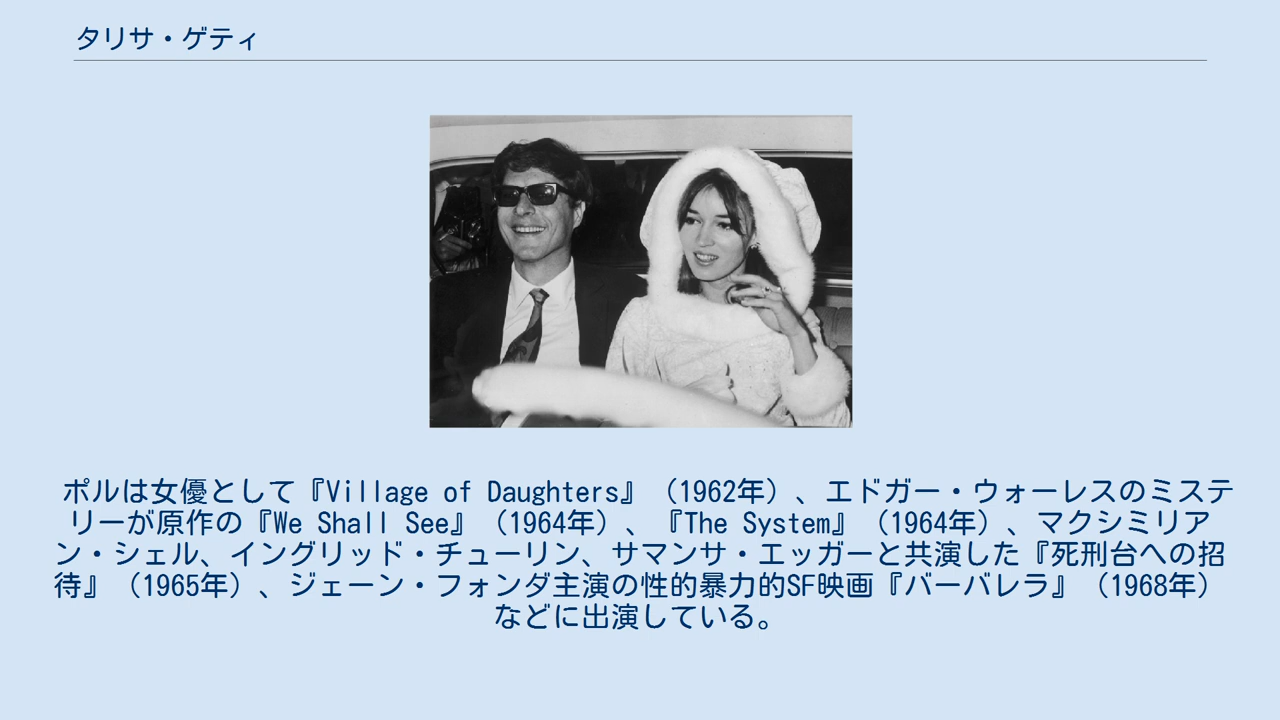 タリサ・ゲティ
ポルは女優として『Village of Daughters』（1962年）、エドガー・ウォーレスのミステ
リーが原作の『We Shall See』（1964年）、『The System』（1964年）、マクシミリア
ン・シェル、イングリッド・チューリン、サマンサ・エッガーと共演した『死刑台への招
待』（1965年）、ジェーン・フォンダ主演の性的暴力的SF映画『バーバレラ』（1968年）
などに出演している。